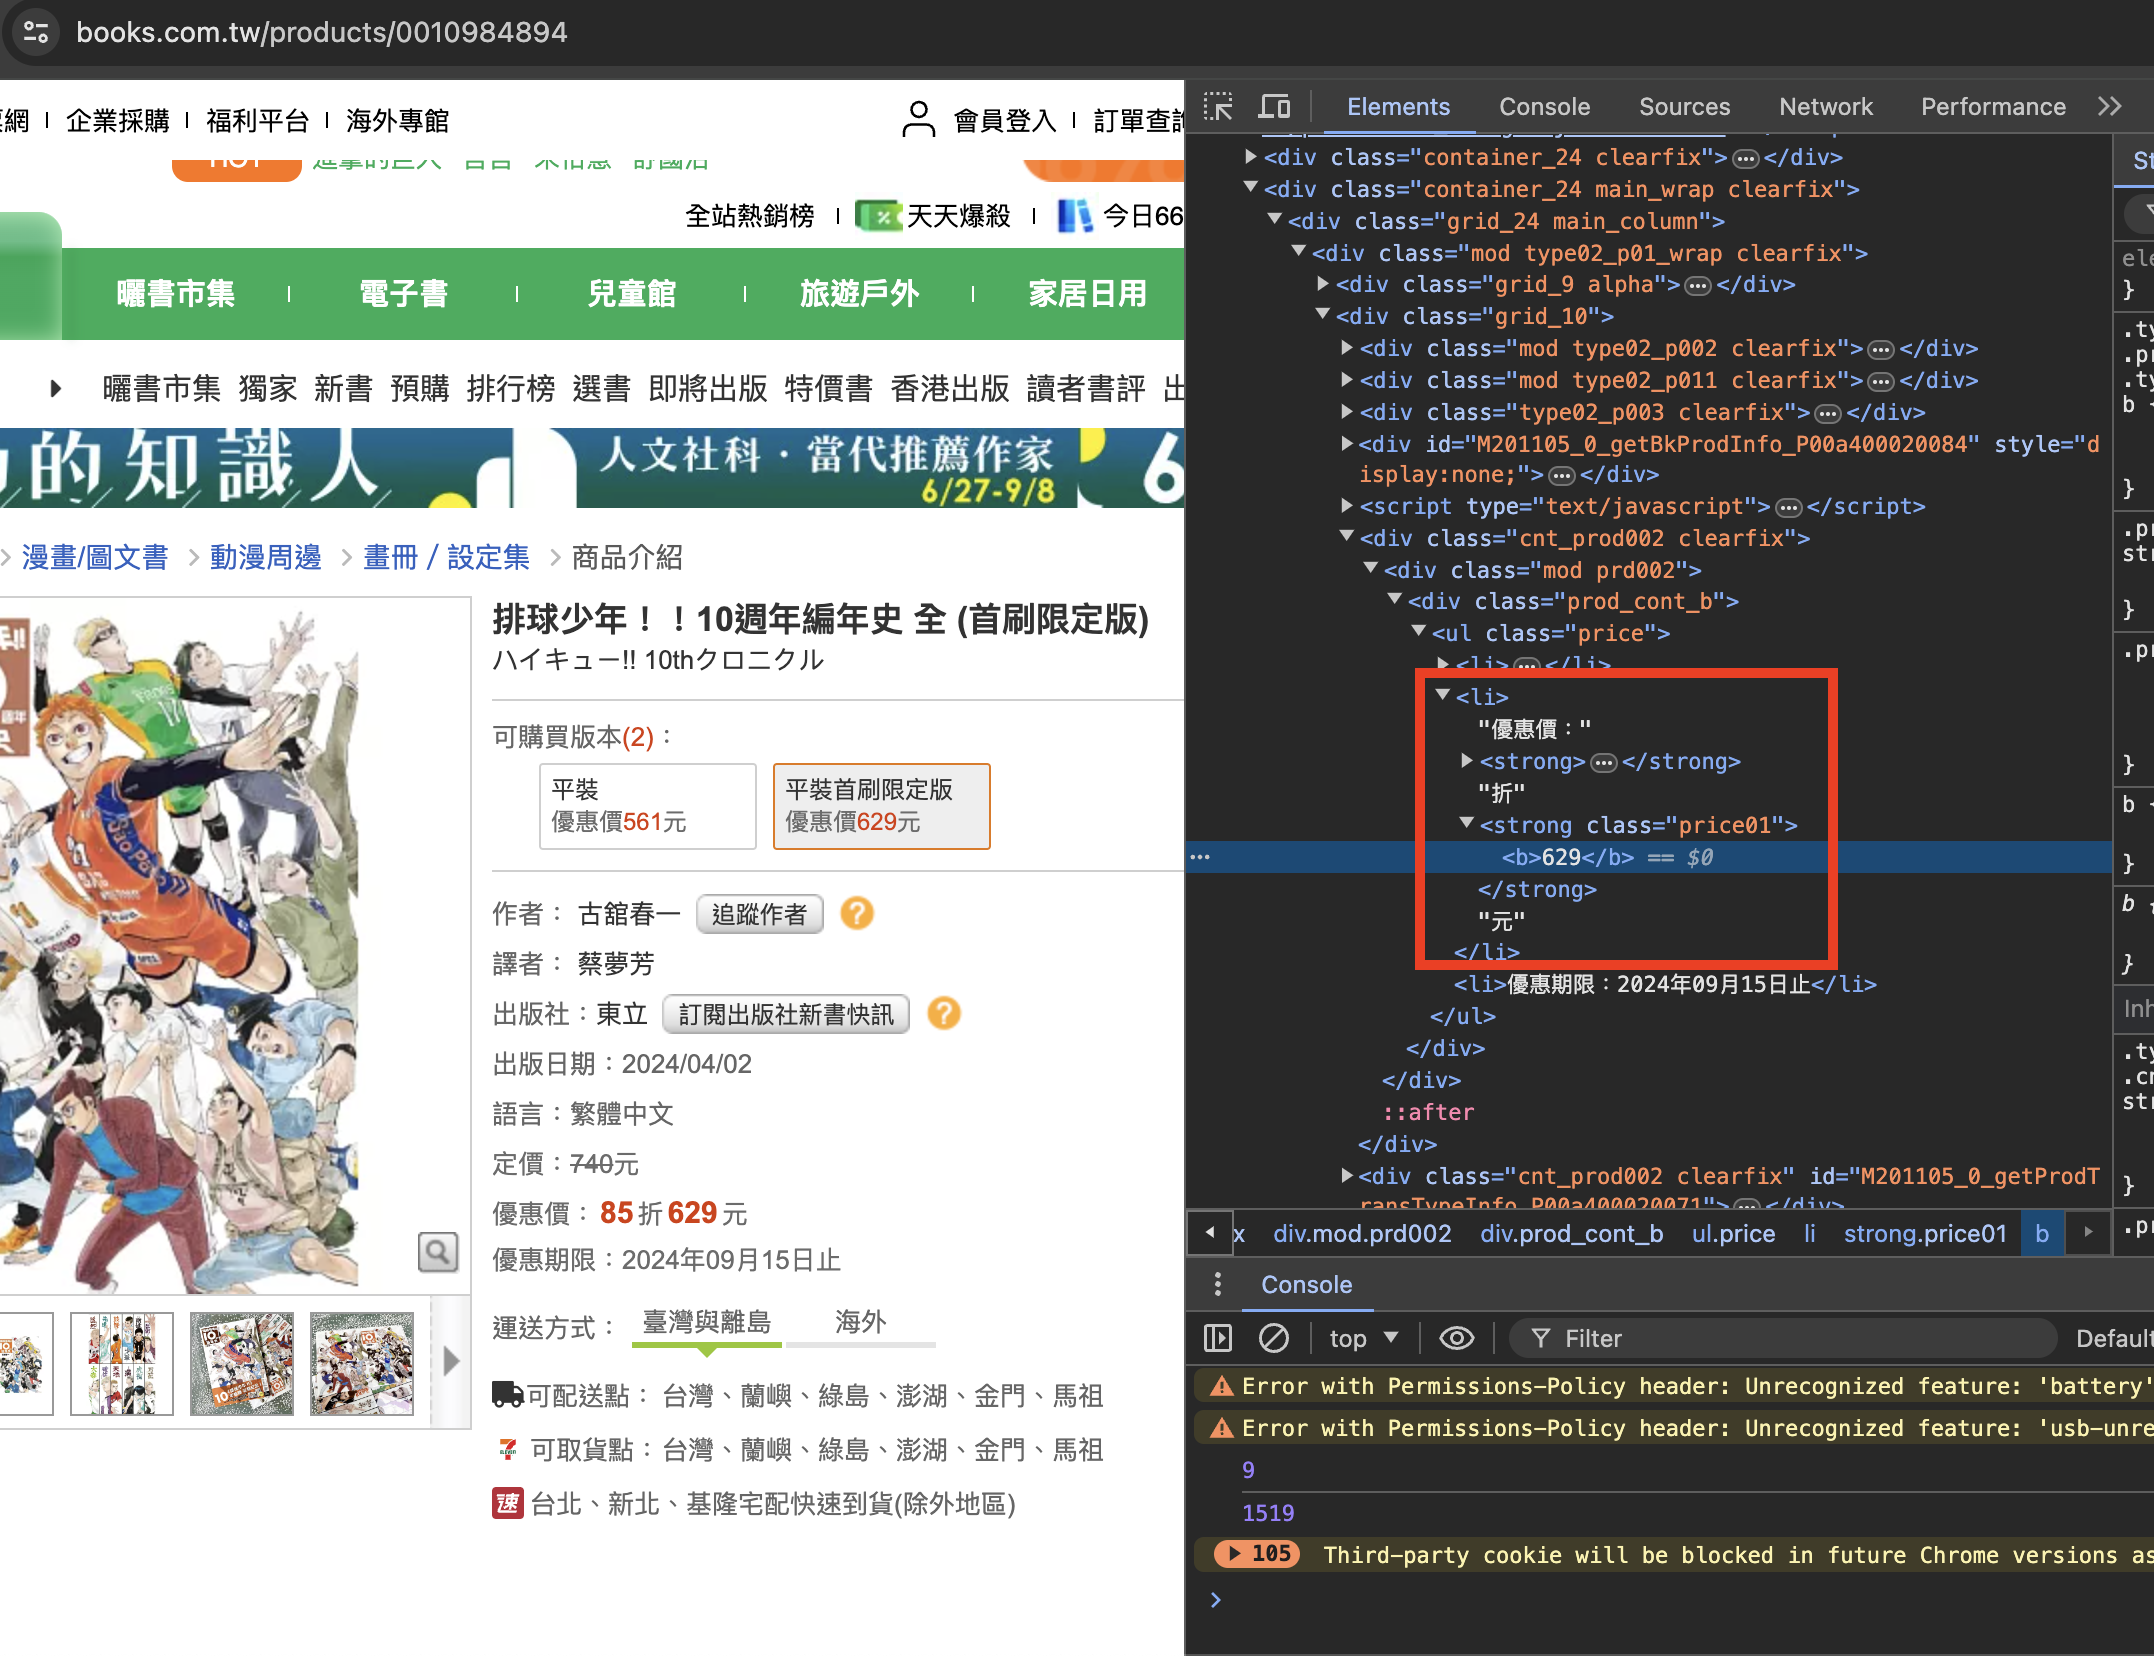 books.com.tw/products/0010984894
網 企業採購 福利平台 海外專館
會員登入 訂單查詢
全站熱銷榜 天天爆殺 今日66
曬書市集 電子書 兒童館 旅遊戶外 家居日用
曬書市集 獨家 新書 預購 排行榜 選書 即將出版 特價書 香港出版 讀者書評 出
的知識人 人文社科・當代推薦作家 6
6/27-9/8
漫畫/圖文書 > 動漫周邊 > 畫冊/設定集 > 商品介紹
排球少年！！10週年編年史 全 (首刷限定版)
ハイキュー!! 10thクロニクル
可購買版本(2)：
平裝
優惠價561元
平裝首刷限定版
優惠價629元
作者： 古舘春一 追蹤作者 ?
譯者： 蔡夢芳
出版社：東立 訂閱出版社新書快訊 ?
出版日期：2024/04/02
語言：繁體中文
定價：740元
優惠價： 85折629元
優惠期限：2024年09月15日止
運送方式： 臺灣與離島 海外
可配送點： 台灣、蘭嶼、綠島、澎湖、金門、馬祖
可取貨點： 台灣、蘭嶼、綠島、澎湖、金門、馬祖
速 台北、新北、基隆宅配快速到貨(除外地區)
Elements Console Sources Network Performance >>
<div class="container_24 clearfix">…</div>
<div class="container_24 main_wrap clearfix">
<div class="grid_24 main_column">
<div class="mod type02_p01_wrap clearfix">
<div class="grid_9 alpha">…</div>
<div class="grid_10">
<div class="mod type02_p002 clearfix">…</div>
<div class="mod type02_p011 clearfix">…</div>
<div class="type02_p003 clearfix">…</div>
<div id="M201105_0_getBkProdInfo_P00a400020084" style="d
isplay:none;">…</div>
<script type="text/javascript">…</script>
<div class="cnt_prod002 clearfix">
<div class="mod prd002">
<div class="prod_cont_b">
<ul class="price">
<li>…</li>
<li>
"優惠價："
<strong>…</strong>
"折"
<strong class="price01">
<b>629</b> == $0
</strong>
"元"
</li>
<li>優惠期限：2024年09月15日止</li>
</ul>
</div>
</div>
::after
</div>
<div class="cnt_prod002 clearfix" id="M201105_0_getProdT
ransTypeInfo_P00a400020071">…</div>
x div.mod.prd002 div.prod_cont_b ul.price li strong.price01 b
Console
top Filter Default
Error with Permissions-Policy header: Unrecognized feature: 'battery'
Error with Permissions-Policy header: Unrecognized feature: 'usb-unre
9
1519
105 Third-party cookie will be blocked in future Chrome versions as